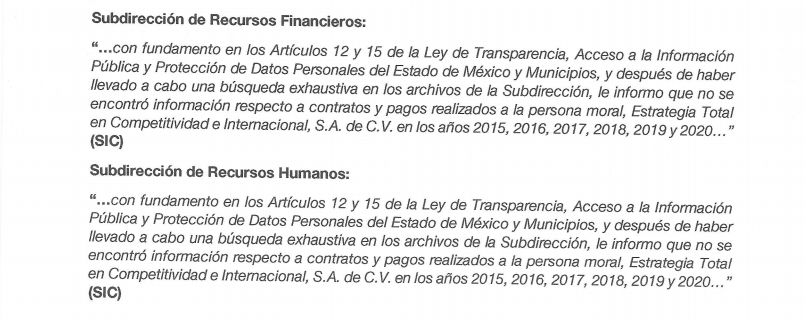 Subdirección de Recursos Financieros:
“...con fundamento en los Artículos 12 y 15 de la Ley de Transparencia, Acceso a la Información
Pública y Protección de Datos Personales del Estado de México y Municipios, y después de haber
llevado a cabo una búsqueda exhaustiva en los archivos de la Subdirección, le informo que no se
encontró información respecto a contratos y pagos realizados a la persona moral, Estrategia Total
en Competitividad e Internacional, S.A. de C.V. en los años 2015, 2016, 2017, 2018, 2019 y 2020...”
(SIC)
Subdirección de Recursos Humanos:
“...con fundamento en los Artículos 12 y 15 de la Ley de Transparencia, Acceso a la Información
Pública y Protección de Datos Personales del Estado de México y Municipios, y después de haber
llevado a cabo una búsqueda exhaustiva en los archivos de la Subdirección, le informo que no se
encontró información respecto a contratos y pagos realizados a la persona moral, Estrategia Total
en Competitividad e Internacional, S.A. de C.V. en los años 2015, 2016, 2017, 2018, 2019 y 2020...”
(SIC)